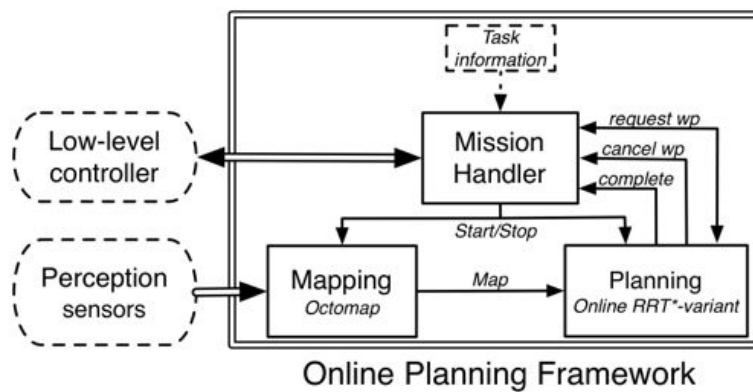 Task
information
Low-level
controller
Mission
Handler
request wp
cancel wp
complete
Start/Stop
Perception
sensors
Mapping
Octomap
Map
Planning
Online RRT*-variant
Online Planning Framework